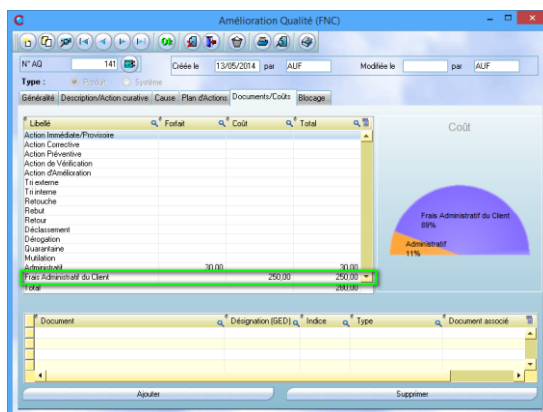 Amélioration Qualité (FNC)
N° AQ 141 Créée le 13/05/2014 par AUF Modifiée le par AUF
Type : Produit Système
Généralité Description/Action curative Cause Plan d'Actions Documents/Coûts Blocage
Libellé Forfait Coût Total
Coût
Action Immédiate/Provisoire
Action Corrective
Action Préventive
Action de Vérification
Action d'Amélioration
Tri externe
Tri interne
Retouche
Rebut
Retour
Déclassement
Dérogation
Quarantaine
Mutilation
Administratif 30,00 30,00
Frais Administratif du Client 250,00 250,00
Total 280,00
Frais Administratif du Client
89%
Administratif
11%
Document Désignation (GED) Indice Type Document associé
Ajouter Supprimer